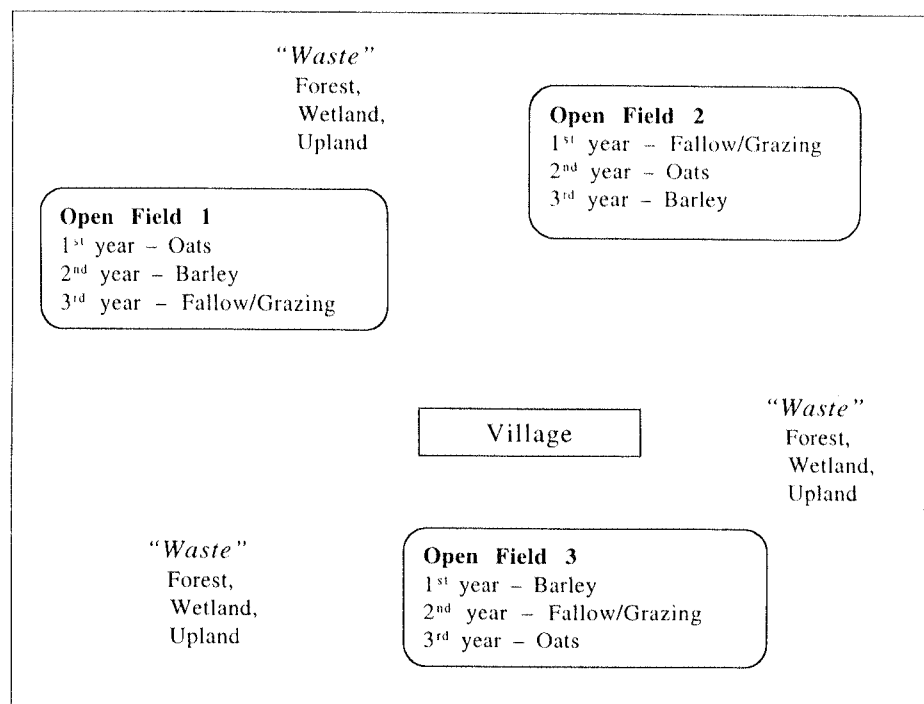 “Waste”
Forest,
Wetland,
Upland
Open Field 2
1st year – Fallow/Grazing
2nd year – Oats
3rd year – Barley
Open Field 1
1st year – Oats
2nd year – Barley
3rd year – Fallow/Grazing
Village
“Waste”
Forest,
Wetland,
Upland
“Waste”
Forest,
Wetland,
Upland
Open Field 3
1st year – Barley
2nd year – Fallow/Grazing
3rd year – Oats